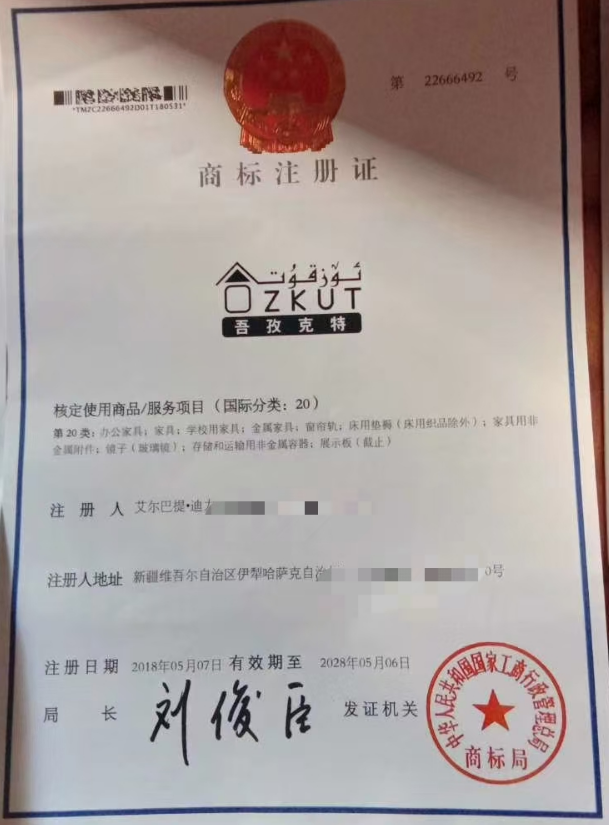 第 22666492 号
*TMZC22666492D01T180531*
商标注册证
ئۆزقۇت
OZKUT
吾孜克特
核定使用商品/服务项目（国际分类：20）
第20类：办公家具；家具；学校用家具；金属家具；窗帘轨；床用垫褥（床用织品除外）；家具用非
金属附件；镜子（玻璃镜）；存储和运输用非金属容器；展示板（截止）
注册人 艾尔巴提•迪
注册人地址 新疆维吾尔自治区伊犁哈萨克自治 0号
注册日期 2018年05月07日 有效期至 2028年05月06日
局长 刘俊臣 发证机关
中华人民共和国国家工商行政管理总局
商标局